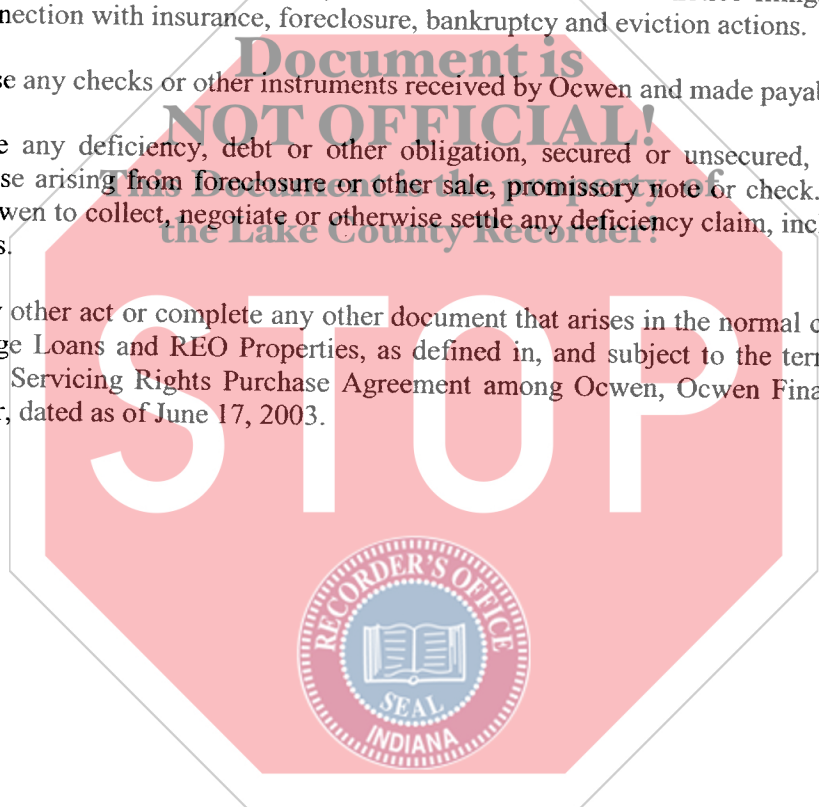 nection with insurance, foreclosure, bankruptcy and eviction actions.
Document is
se any checks or other instruments received by Ocwen and made payab
NOT OFFICIAL!
e any deficiency, debt or other obligation, secured or unsecured,
This Document is the property of
se arising from foreclosure or other sale, promissory note or check.
the Lake County Recorder!
wen to collect, negotiate or otherwise settle any deficiency claim, incl
s.
other act or complete any other document that arises in the normal c
ge Loans and REO Properties, as defined in, and subject to the terr
Servicing Rights Purchase Agreement among Ocwen, Ocwen Fina
r, dated as of June 17, 2003.
STOP
RECORDER'S OFFICE
SEAL
INDIANA